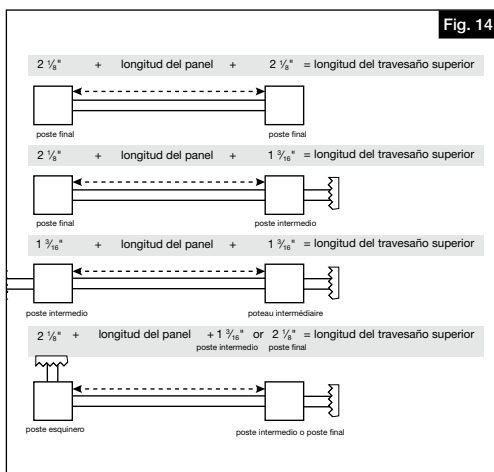 Fig. 14
2 ⅛" + longitud del panel + 2 ⅛" = longitud del travesaño superior
poste final poste final
2 ⅛" + longitud del panel + 1 3⁄16" = longitud del travesaño superior
poste final poste intermedio
1 3⁄16" + longitud del panel + 1 3⁄16" = longitud del travesaño superior
poste intermedio poteau intermédiaire
2 ⅛" + longitud del panel + 1 3⁄16" or 2 ⅛" = longitud del travesaño superior
poste intermedio poste final
poste esquinero poste intermedio o poste final